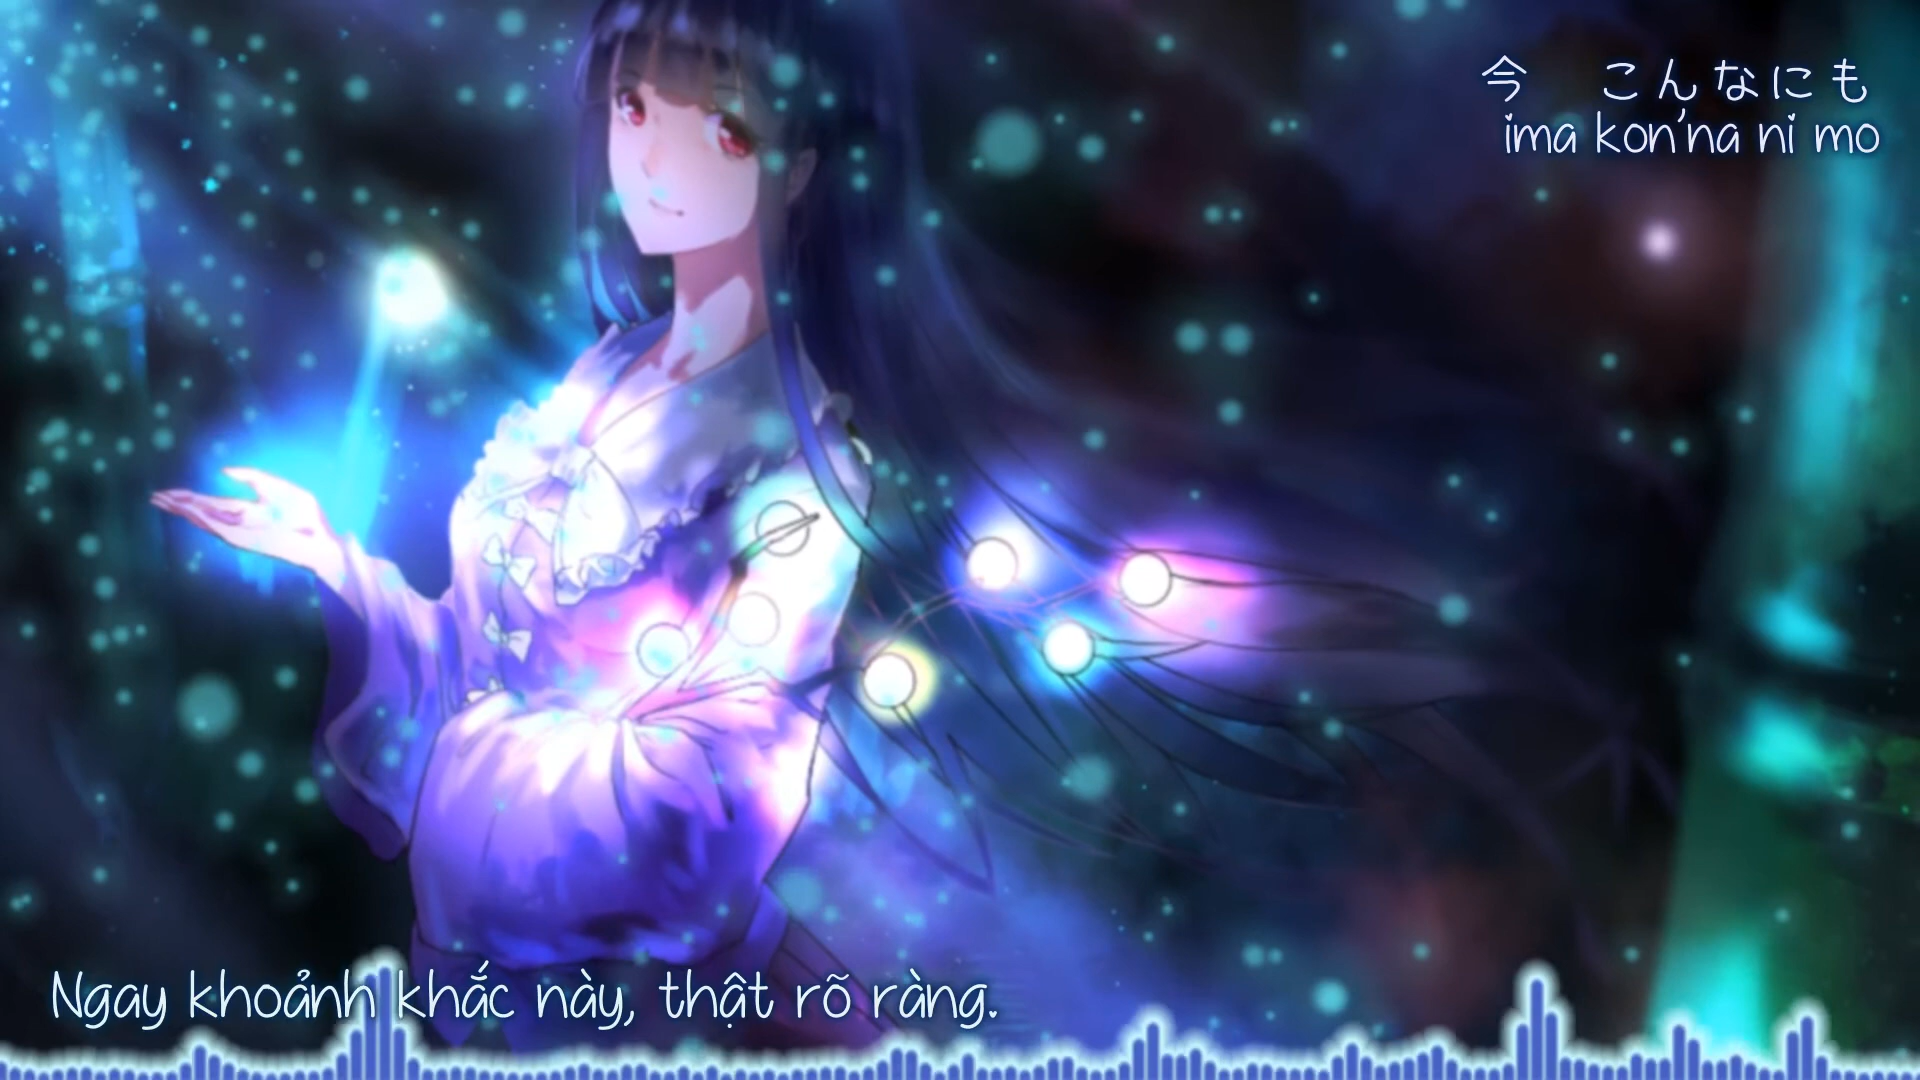 今　こんなにも
ima kon'na ni mo
Ngay khoảnh khắc này, thật rõ ràng.